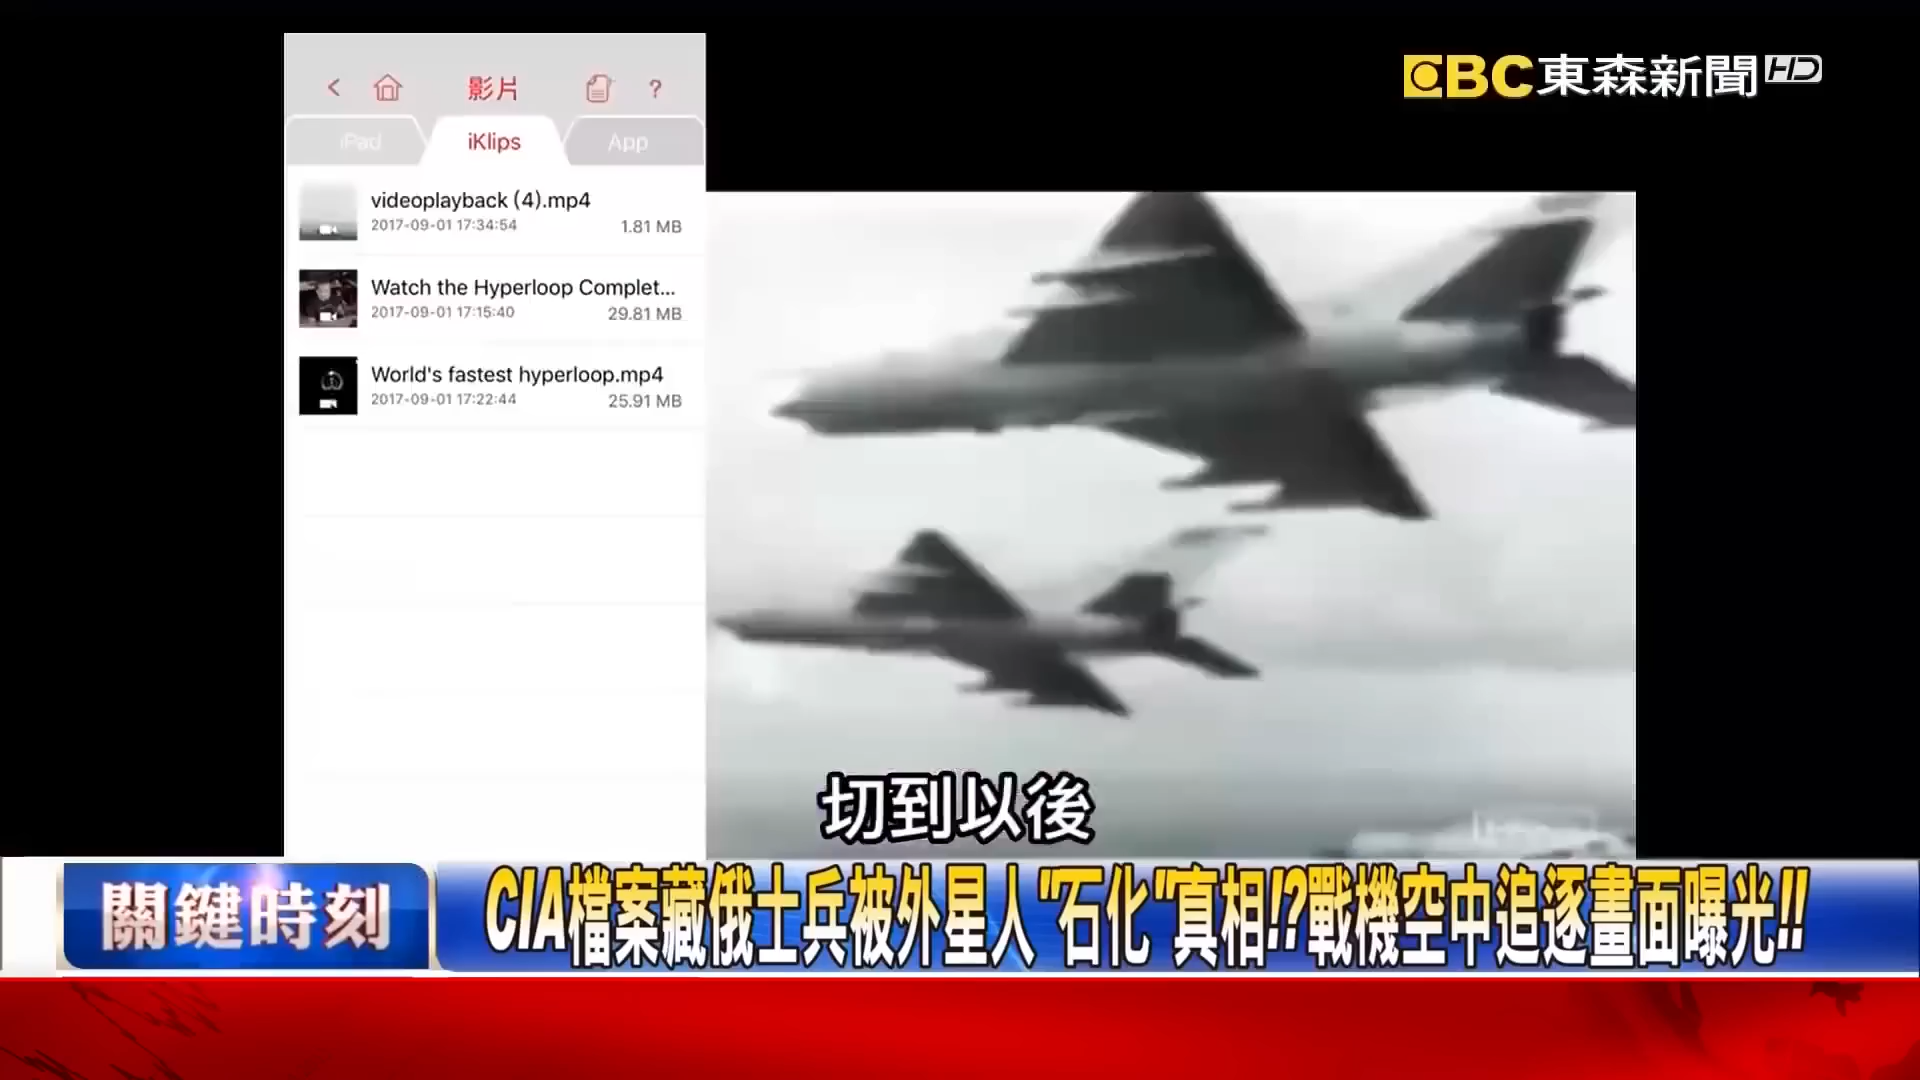 EBC東森新聞HD
影片
?
iPad
iKlips
App
videoplayback (4).mp4
2017-09-01 17:34:54
1.81 MB
Watch the Hyperloop Complet...
2017-09-01 17:15:40
29.81 MB
World's fastest hyperloop.mp4
2017-09-01 17:22:44
25.91 MB
切到以後
關鍵時刻
CIA檔案藏俄士兵被外星人"石化"真相!?戰機空中追逐畫面曝光!!